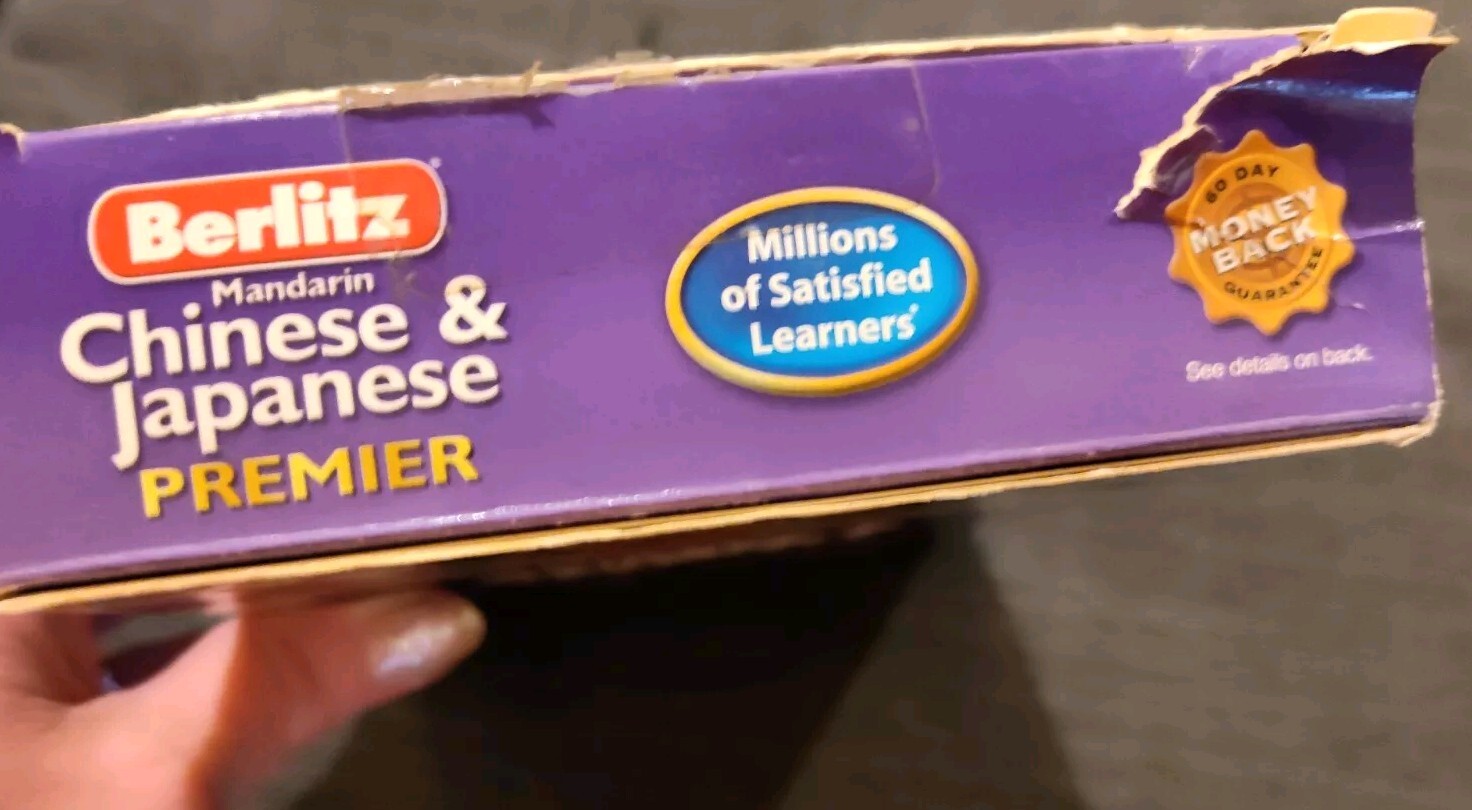 Berlitz
Mandarin
Chinese &
Japanese
PREMIER
Millions
of Satisfied
Learners
60 DAY
MONEY
BACK
GUARANTEE
See details on back.